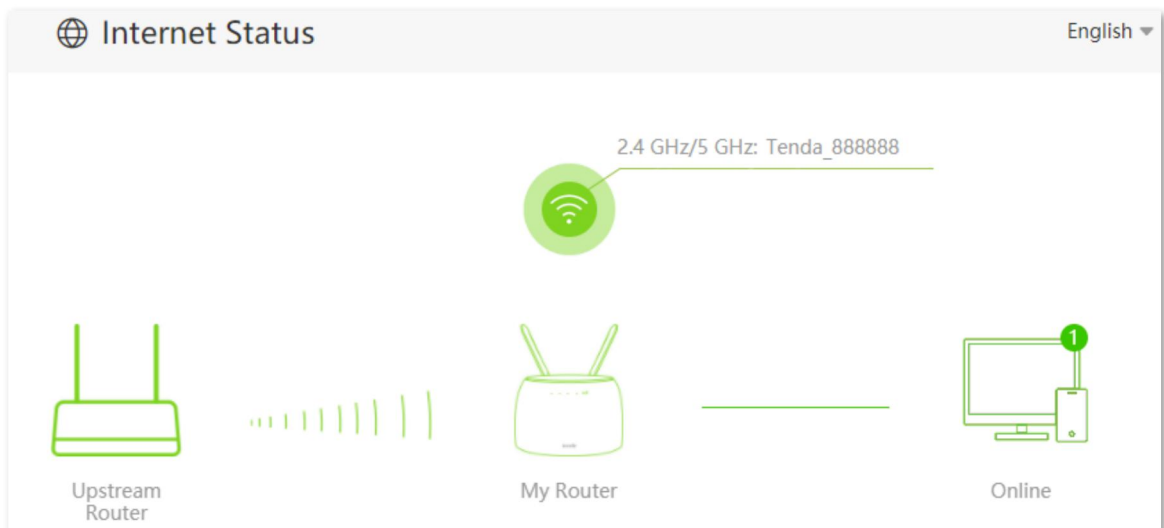 Internet Status
English
2.4 GHz/5 GHz: Tenda_888888
1
Upstream
Router
My Router
Online